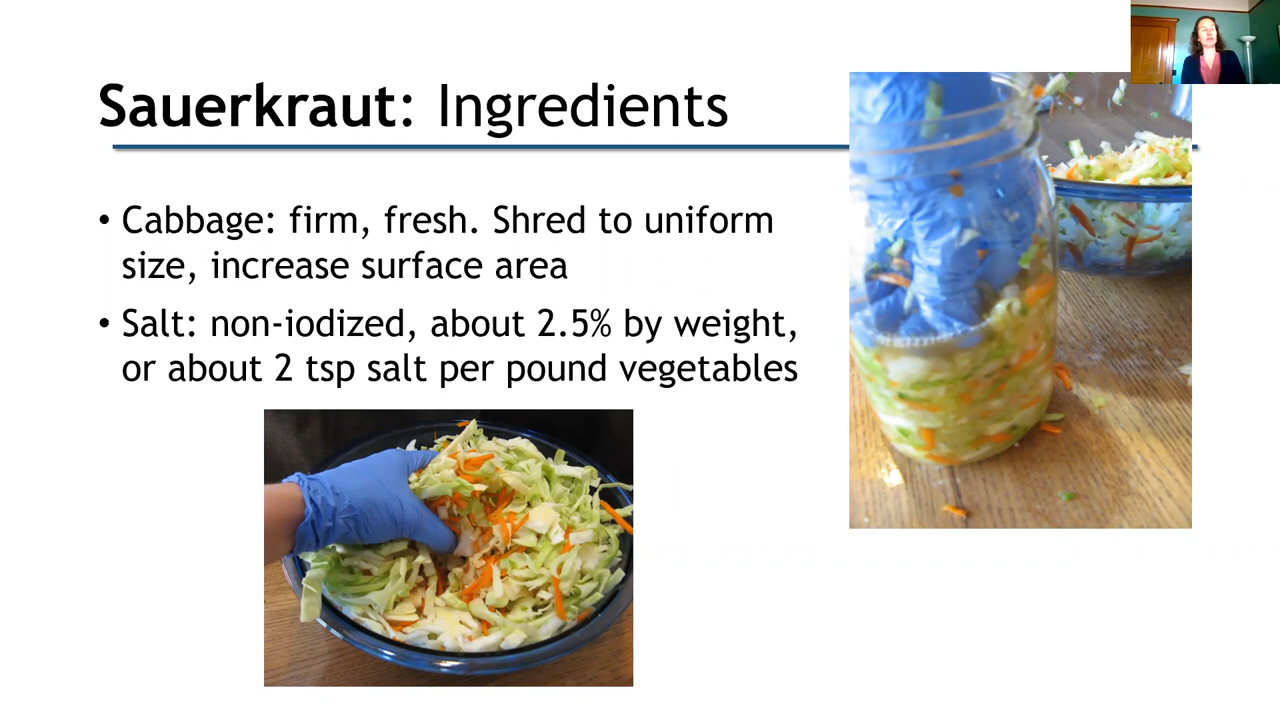 Sauerkraut: Ingredients
• Cabbage: firm, fresh. Shred to uniform
size, increase surface area
• Salt: non-iodized, about 2.5% by weight,
or about 2 tsp salt per pound vegetables